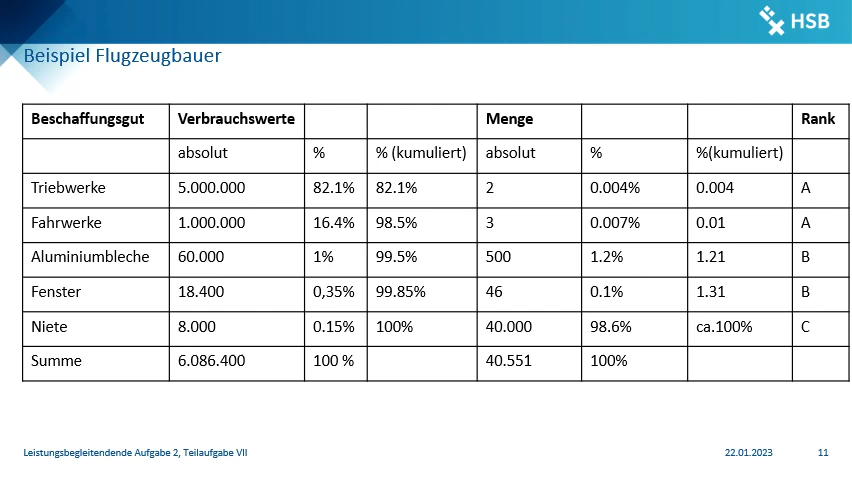 HSB
Beispiel Flugzeugbauer
Beschaffungsgut Verbrauchswerte Menge Rank
absolut % % (kumuliert) absolut % %(kumuliert)
Triebwerke 5.000.000 82.1% 82.1% 2 0.004% 0.004 A
Fahrwerke 1.000.000 16.4% 98.5% 3 0.007% 0.01 A
Aluminiumbleche 60.000 1% 99.5% 500 1.2% 1.21 B
Fenster 18.400 0,35% 99.85% 46 0.1% 1.31 B
Niete 8.000 0.15% 100% 40.000 98.6% ca.100% C
Summe 6.086.400 100 % 40.551 100%
Leistungsbegleitendende Aufgabe 2, Teilaufgabe VII 22.01.2023 11